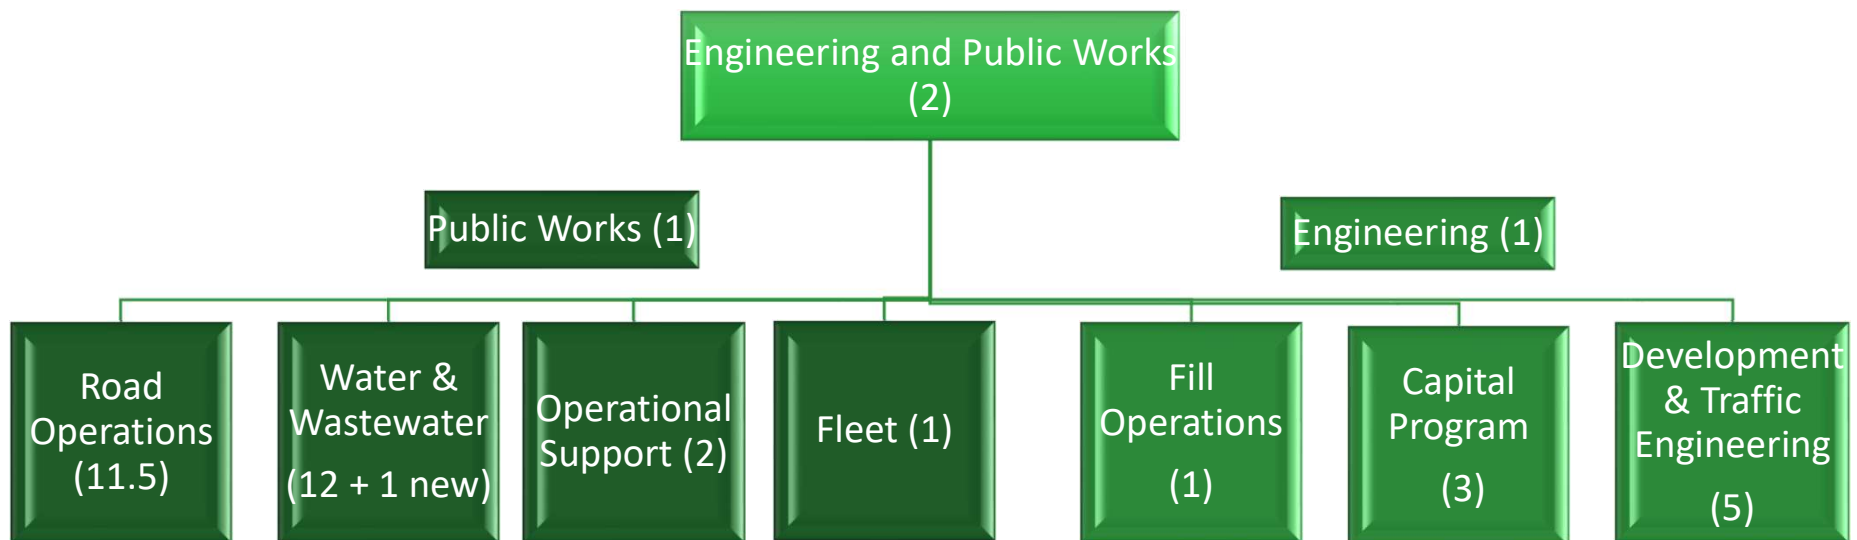 Engineering and Public Works
(2)
Public Works (1)
Engineering (1)
Road
Operations
(11.5)
Water &
Wastewater
(12 + 1 new)
Operational
Support (2)
Fleet (1)
Fill
Operations
(1)
Capital
Program
(3)
Development
& Traffic
Engineering
(5)